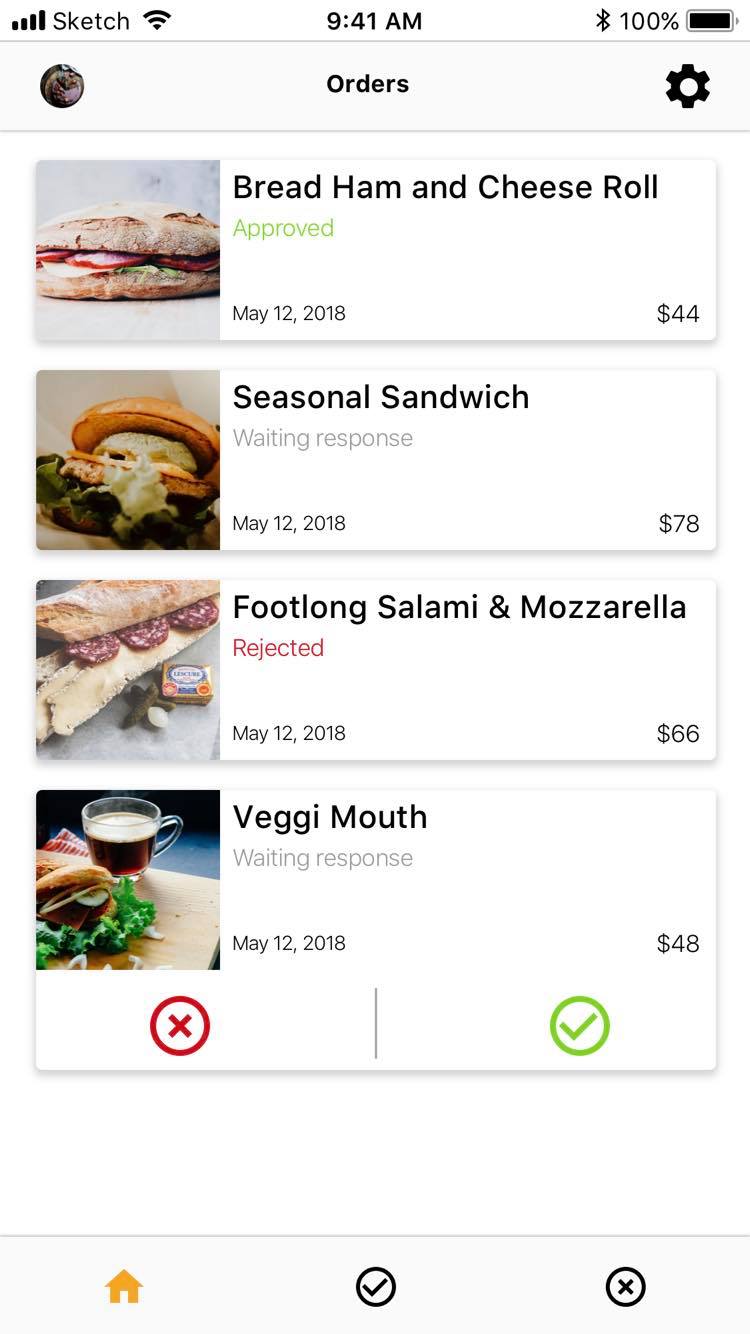 Sketch 9:41 AM 100%
Orders
Bread Ham and Cheese Roll
Approved
May 12, 2018 $44
Seasonal Sandwich
Waiting response
May 12, 2018 $78
Footlong Salami & Mozzarella
Rejected
LESCURE
May 12, 2018 $66
Veggi Mouth
Waiting response
May 12, 2018 $48